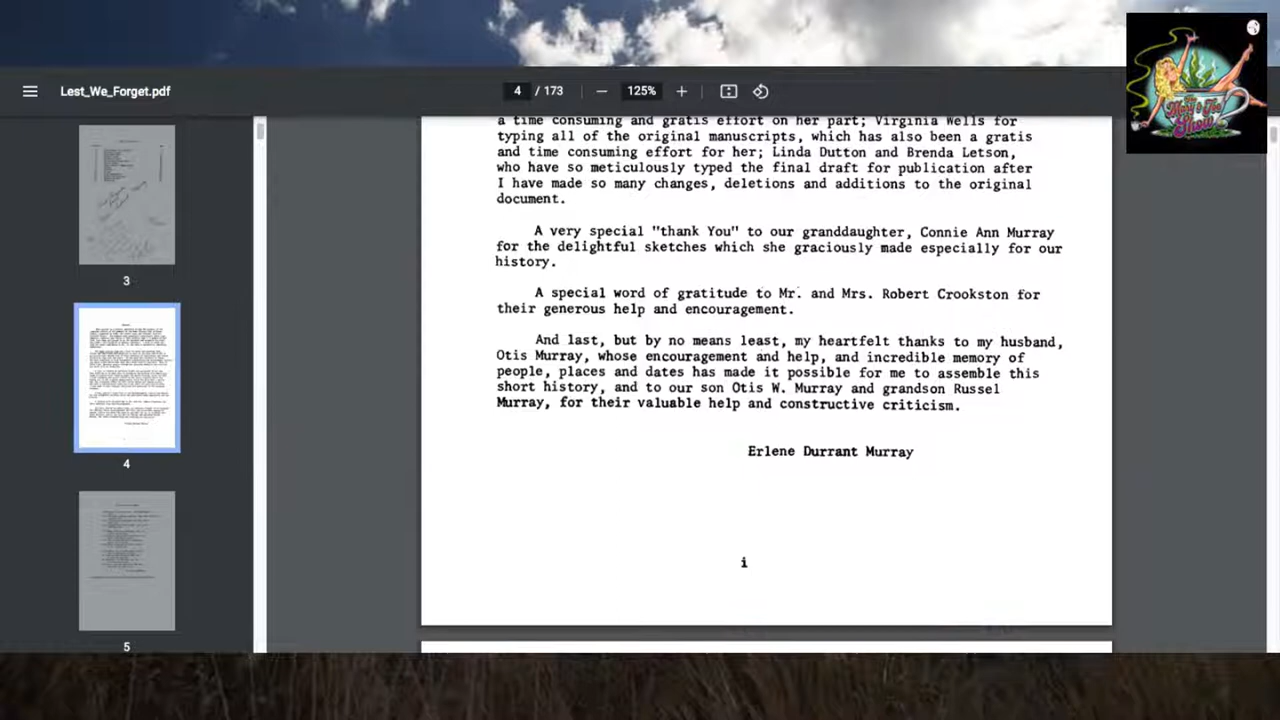 Lest_We_Forget.pdf
4 / 173
125%
a time consuming and gratis effort on her part; Virginia Wells for
typing all of the original manuscripts, which has also been a gratis
and time consuming effort for her; Linda Dutton and Brenda Letson,
who have so meticulously typed the final draft for publication after
I have made so many changes, deletions and additions to the original
document.
A very special "thank You" to our granddaughter, Connie Ann Murray
for the delightful sketches which she graciously made especially for our
history.
A special word of gratitude to Mr. and Mrs. Robert Crookston for
their generous help and encouragement.
And last, but by no means least, my heartfelt thanks to my husband,
Otis Murray, whose encouragement and help, and incredible memory of
people, places and dates has made it possible for me to assemble this
short history, and to our son Otis W. Murray and grandson Russel
Murray, for their valuable help and constructive criticism.
Erlene Durrant Murray
i
3
4
5